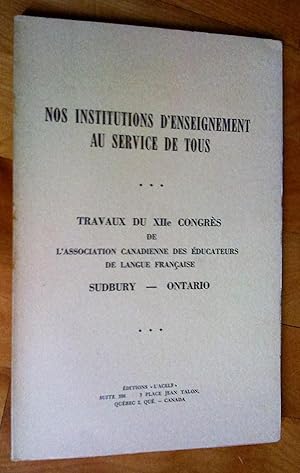 NOS INSTITUTIONS D'ENSEIGNEMENT
AU SERVICE DE TOUS
TRAVAUX DU XIIe CONGRÈS
DE
L'ASSOCIATION CANADIENNE DES ÉDUCATEURS
DE LANGUE FRANÇAISE
SUDBURY — ONTARIO
ÉDITIONS "L'ACELF"
SUITE 3 PLACE JEAN TALON,
QUÉBEC 2, QUÉ. — CANADA